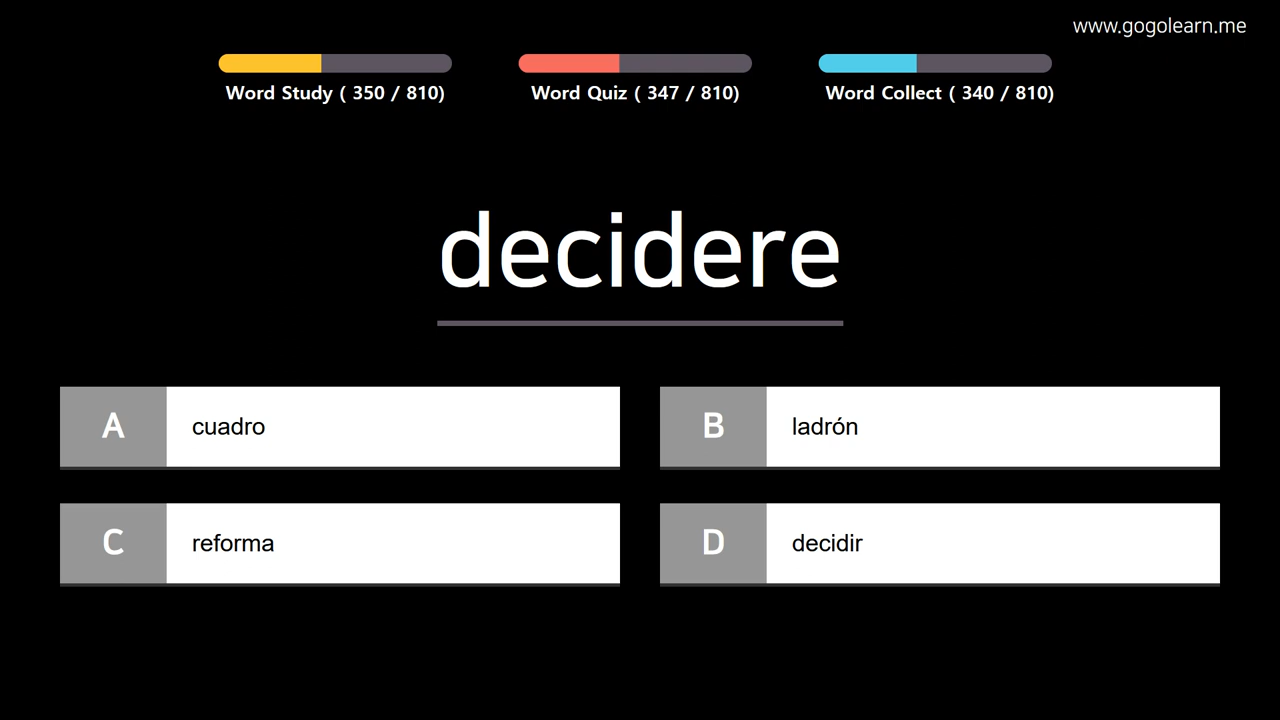 www.gogolearn.me
Word Study ( 350 / 810)
Word Quiz ( 347 / 810)
Word Collect ( 340 / 810)
decidere
A cuadro
B ladrón
C reforma
D decidir